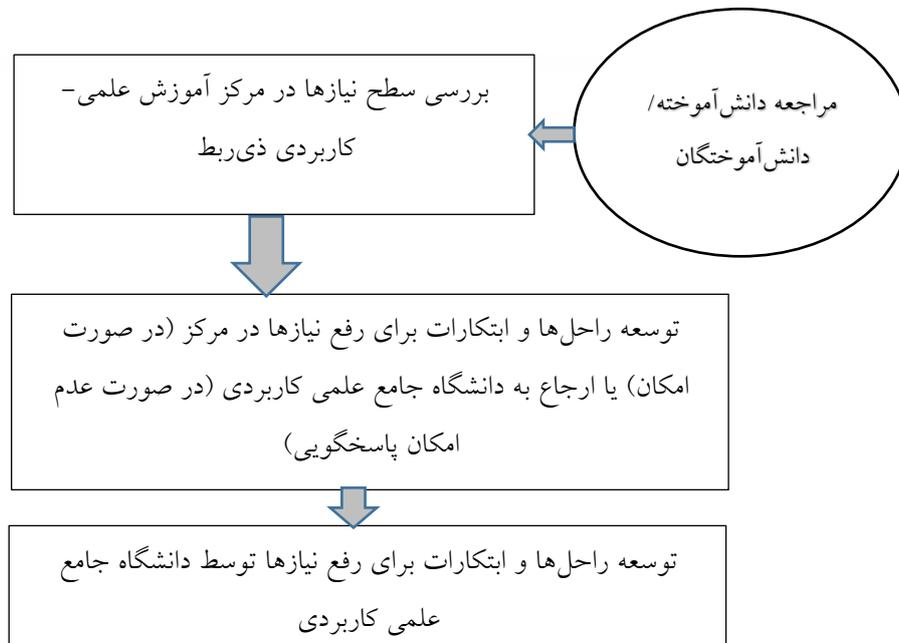 مراجعه دانش‌آموخته/
دانش‌آموختگان
بررسی سطح نیازها در مرکز آموزش علمی-
کاربردی ذی‌ربط
توسعه راحل‌ها و ابتکارات برای رفع نیازها در مرکز (در صورت
امکان) یا ارجاع به دانشگاه جامع علمی کاربردی (در صورت عدم
امکان پاسخگویی)
توسعه راحل‌ها و ابتکارات برای رفع نیازها توسط دانشگاه جامع
علمی کاربردی